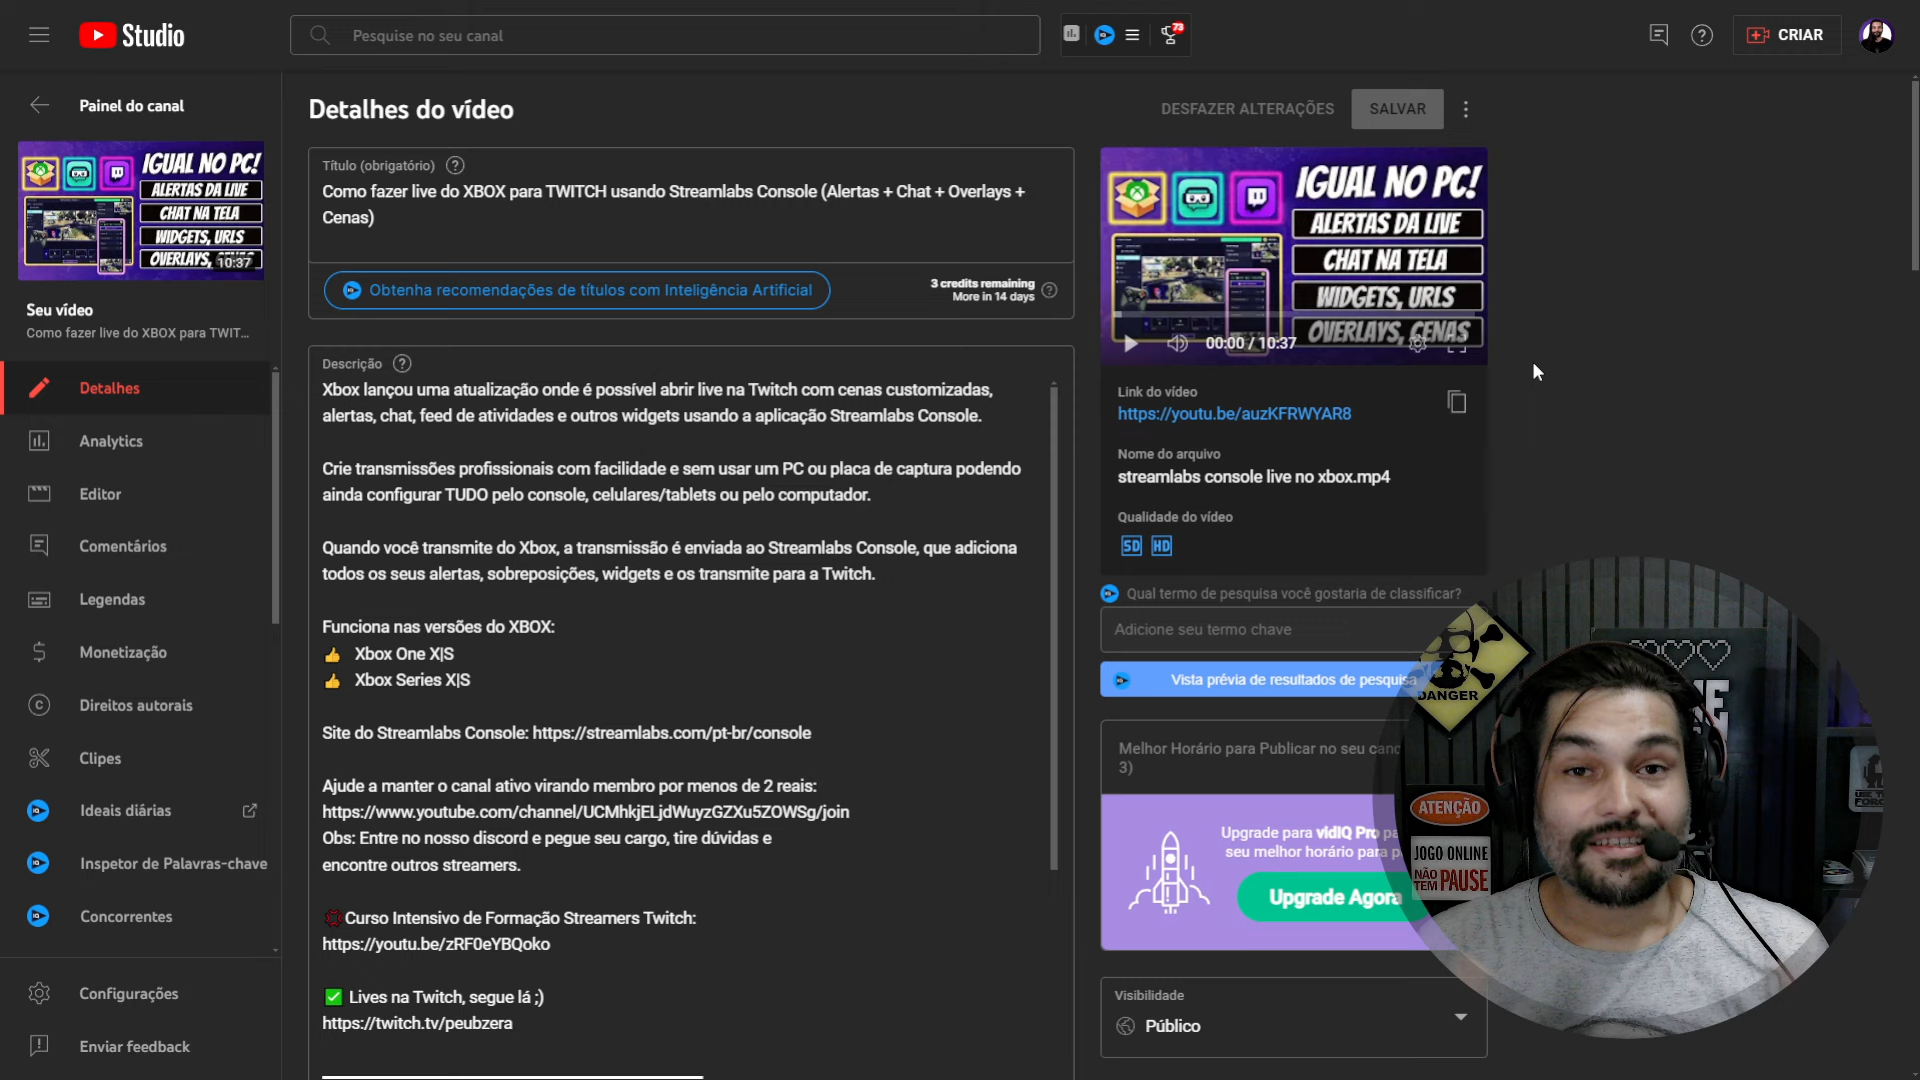 Studio
Pesquise no seu canal
73
CRIAR
Painel do canal
IGUAL NO PC!
ALERTAS DA LIVE
CHAT NA TELA
WIDGETS, URLS
OVERLAYS, CENAS
10:37
Seu vídeo
Como fazer live do XBOX para TWIT...
Detalhes
Analytics
Editor
Comentários
Legendas
Monetização
Direitos autorais
Clipes
Ideais diárias
Inspetor de Palavras-chave
Concorrentes
Configurações
Enviar feedback
Detalhes do vídeo
DESFAZER ALTERAÇÕES
SALVAR
Título (obrigatório)
Como fazer live do XBOX para TWITCH usando Streamlabs Console (Alertas + Chat + Overlays +
Cenas)
Obtenha recomendações de títulos com Inteligência Artificial
3 credits remaining
More in 14 days
Descrição
Xbox lançou uma atualização onde é possível abrir live na Twitch com cenas customizadas,
alertas, chat, feed de atividades e outros widgets usando a aplicação Streamlabs Console.
Crie transmissões profissionais com facilidade e sem usar um PC ou placa de captura podendo
ainda configurar TUDO pelo console, celulares/tablets ou pelo computador.
Quando você transmite do Xbox, a transmissão é enviada ao Streamlabs Console, que adiciona
todos os seus alertas, sobreposições, widgets e os transmite para a Twitch.
Funciona nas versões do XBOX:
👍 Xbox One X|S
👍 Xbox Series X|S
Site do Streamlabs Console: https://streamlabs.com/pt-br/console
Ajude a manter o canal ativo virando membro por menos de 2 reais:
https://www.youtube.com/channel/UCMhkjELjdWuyzGZXu5ZOWSg/join
Obs: Entre no nosso discord e pegue seu cargo, tire dúvidas e
encontre outros streamers.
💢Curso Intensivo de Formação Streamers Twitch:
https://youtu.be/zRF0eYBQoko
✅ Lives na Twitch, segue lá ;)
https://twitch.tv/peubzera
IGUAL NO PC!
ALERTAS DA LIVE
CHAT NA TELA
WIDGETS, URLS
OVERLAYS, CENAS
00:00 / 10:37
Link do vídeo
https://youtu.be/auzKFRWYAR8
Nome do arquivo
streamlabs console live no xbox.mp4
Qualidade do vídeo
SD HD
Qual termo de pesquisa você gostaria de classificar?
Adicione seu termo chave
Vista prévia de resultados de pesquisa
Melhor Horário para Publicar no seu
3)
Upgrade para vidIQ Pro
seu melhor horário para
Upgrade Agora
Visibilidade
Público
DANGER
ATENÇÃO
JOGO ONLINE
NÃO
TEM PAUSE